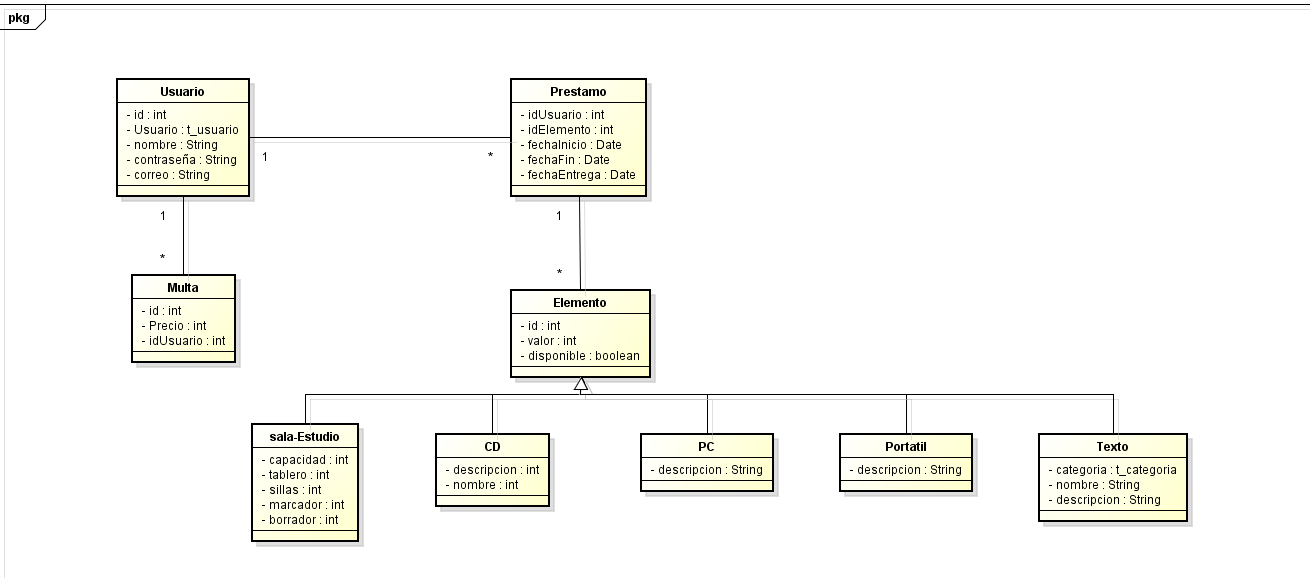 pkg
Usuario
- id : int
- Usuario : t_usuario
- nombre : String
- contraseña : String
- correo : String
Prestamo
- idUsuario : int
- idElemento : int
- fechaInicio : Date
- fechaFin : Date
- fechaEntrega : Date
1
*
1
*
1
*
Multa
- id : int
- Precio : int
- idUsuario : int
Elemento
- id : int
- valor : int
- disponible : boolean
sala-Estudio
- capacidad : int
- tablero : int
- sillas : int
- marcador : int
- borrador : int
CD
- descripcion : int
- nombre : int
PC
- descripcion : String
Portatil
- descripcion : String
Texto
- categoria : t_categoria
- nombre : String
- descripcion : String